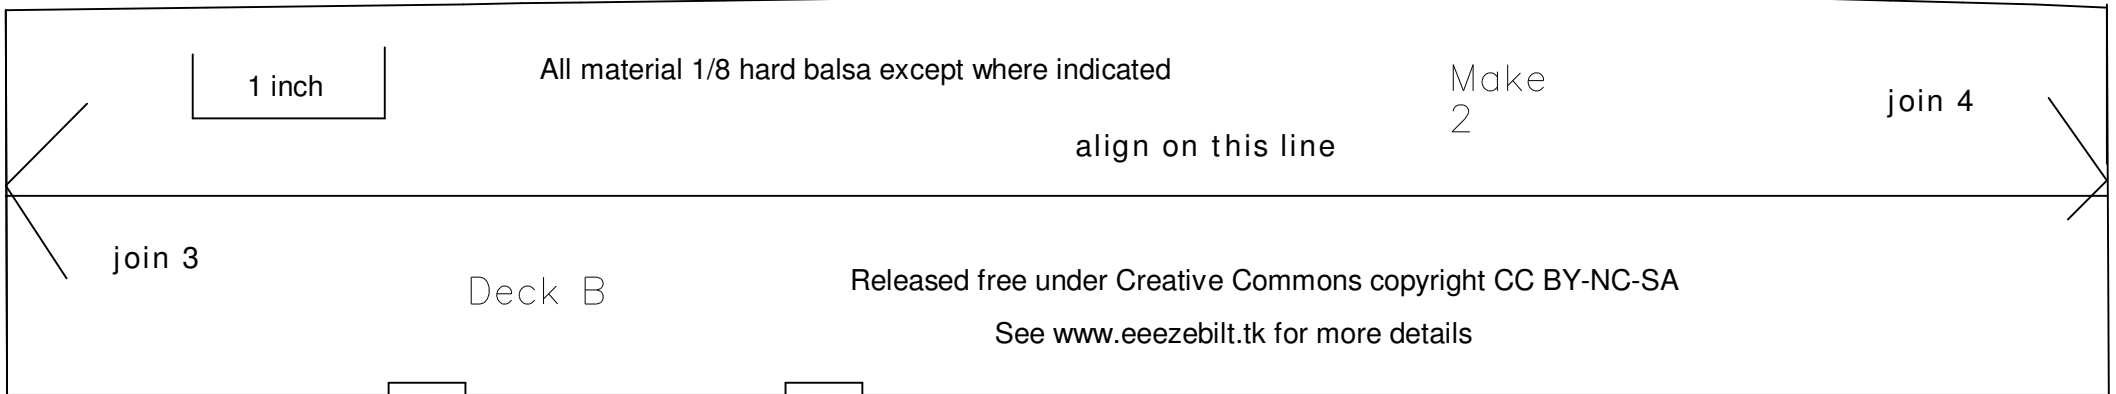 All material 1/8 hard balsa except where indicated
1 inch
Make
2
join 4
align on this line
join 3
Deck B
Released free under Creative Commons copyright CC BY-NC-SA
See www.eeezebilt.tk for more details